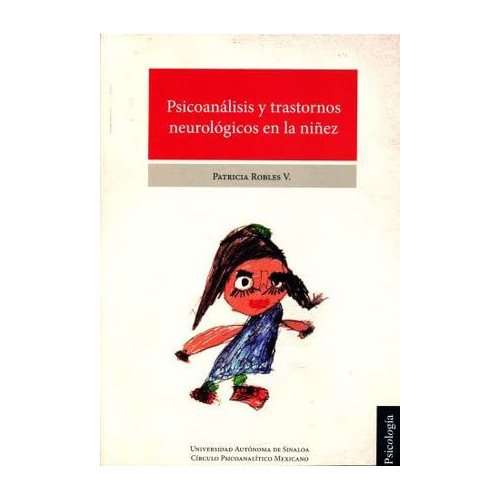 Psicoanálisis y trastornos
neurológicos en la niñez
Patricia Robles V.
Universidad Autónoma de Sinaloa
Círculo Psicoanalítico Mexicano
Psicología